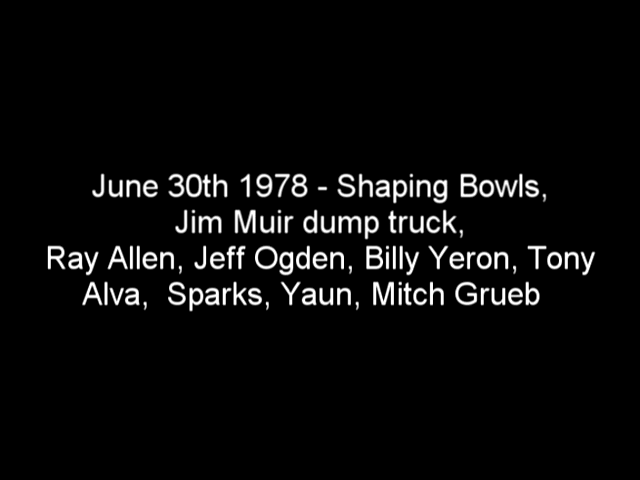 June 30th 1978 - Shaping Bowls,
Jim Muir dump truck,
Ray Allen, Jeff Ogden, Billy Yeron, Tony
Alva,  Sparks, Yaun, Mitch Grueb